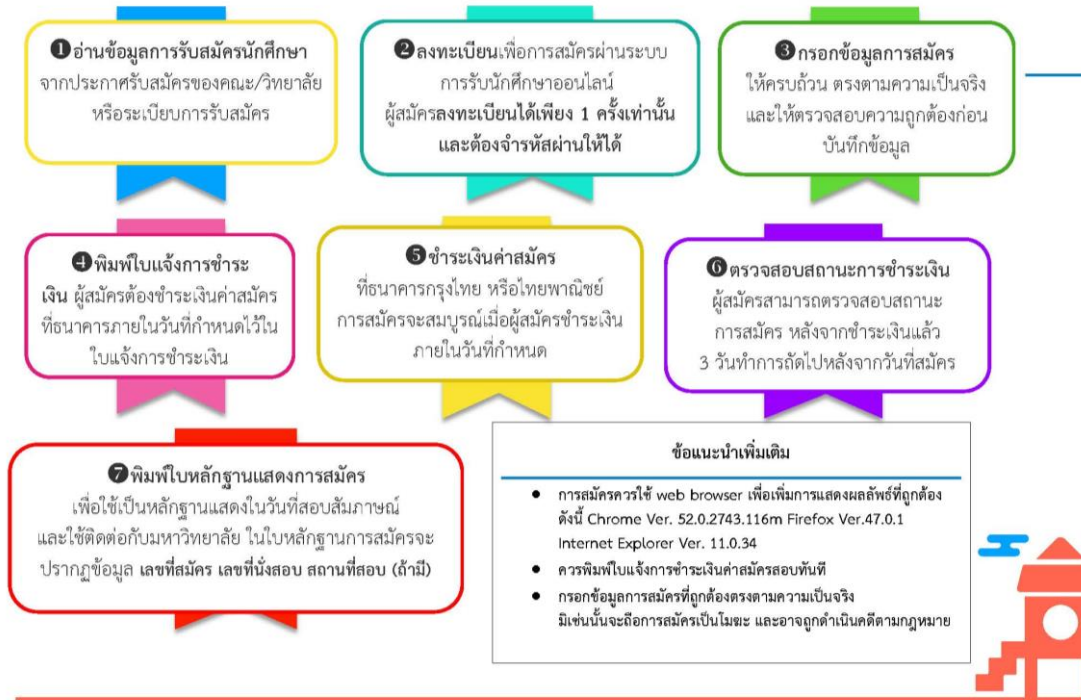 ❶อ่านข้อมูลการรับสมัครนักศึกษา
จากประกาศรับสมัครของคณะ/วิทยาลัย
หรือระเบียบการรับสมัคร
❷ลงทะเบียนเพื่อการสมัครผ่านระบบ
การรับนักศึกษาออนไลน์
ผู้สมัครลงทะเบียนได้เพียง 1 ครั้งเท่านั้น
และต้องจำรหัสผ่านให้ได้
❸กรอกข้อมูลการสมัคร
ให้ครบถ้วน ตรงตามความเป็นจริง
และให้ตรวจสอบความถูกต้องก่อน
บันทึกข้อมูล
❹พิมพ์ใบแจ้งการชำระ
เงิน ผู้สมัครต้องชำระเงินค่าสมัคร
ที่ธนาคารภายในวันที่กำหนดไว้ใน
ใบแจ้งการชำระเงิน
❺ชำระเงินค่าสมัคร
ที่ธนาคารกรุงไทย หรือไทยพาณิชย์
การสมัครจะสมบูรณ์เมื่อผู้สมัครชำระเงิน
ภายในวันที่กำหนด
❻ตรวจสอบสถานะการชำระเงิน
ผู้สมัครสามารถตรวจสอบสถานะ
การสมัคร หลังจากชำระเงินแล้ว
3 วันทำการถัดไปหลังจากวันที่สมัคร
❼พิมพ์ใบหลักฐานแสดงการสมัคร
เพื่อใช้เป็นหลักฐานแสดงในวันที่สอบสัมภาษณ์
และใช้ติดต่อกับมหาวิทยาลัย ในใบหลักฐานการสมัครจะ
ปรากฏข้อมูล เลขที่สมัคร เลขที่นั่งสอบ สถานที่สอบ (ถ้ามี)
ข้อแนะนำเพิ่มเติม
● การสมัครควรใช้ web browser เพื่อเพิ่มการแสดงผลลัพธ์ที่ถูกต้อง
ดังนี้ Chrome Ver. 52.0.2743.116m Firefox Ver.47.0.1
Internet Explorer Ver. 11.0.34
● ควรพิมพ์ใบแจ้งการชำระเงินค่าสมัครสอบทันที
● กรอกข้อมูลการสมัครที่ถูกต้องตรงตามความเป็นจริง
มิเช่นนั้นจะถือการสมัครเป็นโมฆะ และอาจถูกดำเนินคดีตามกฎหมาย